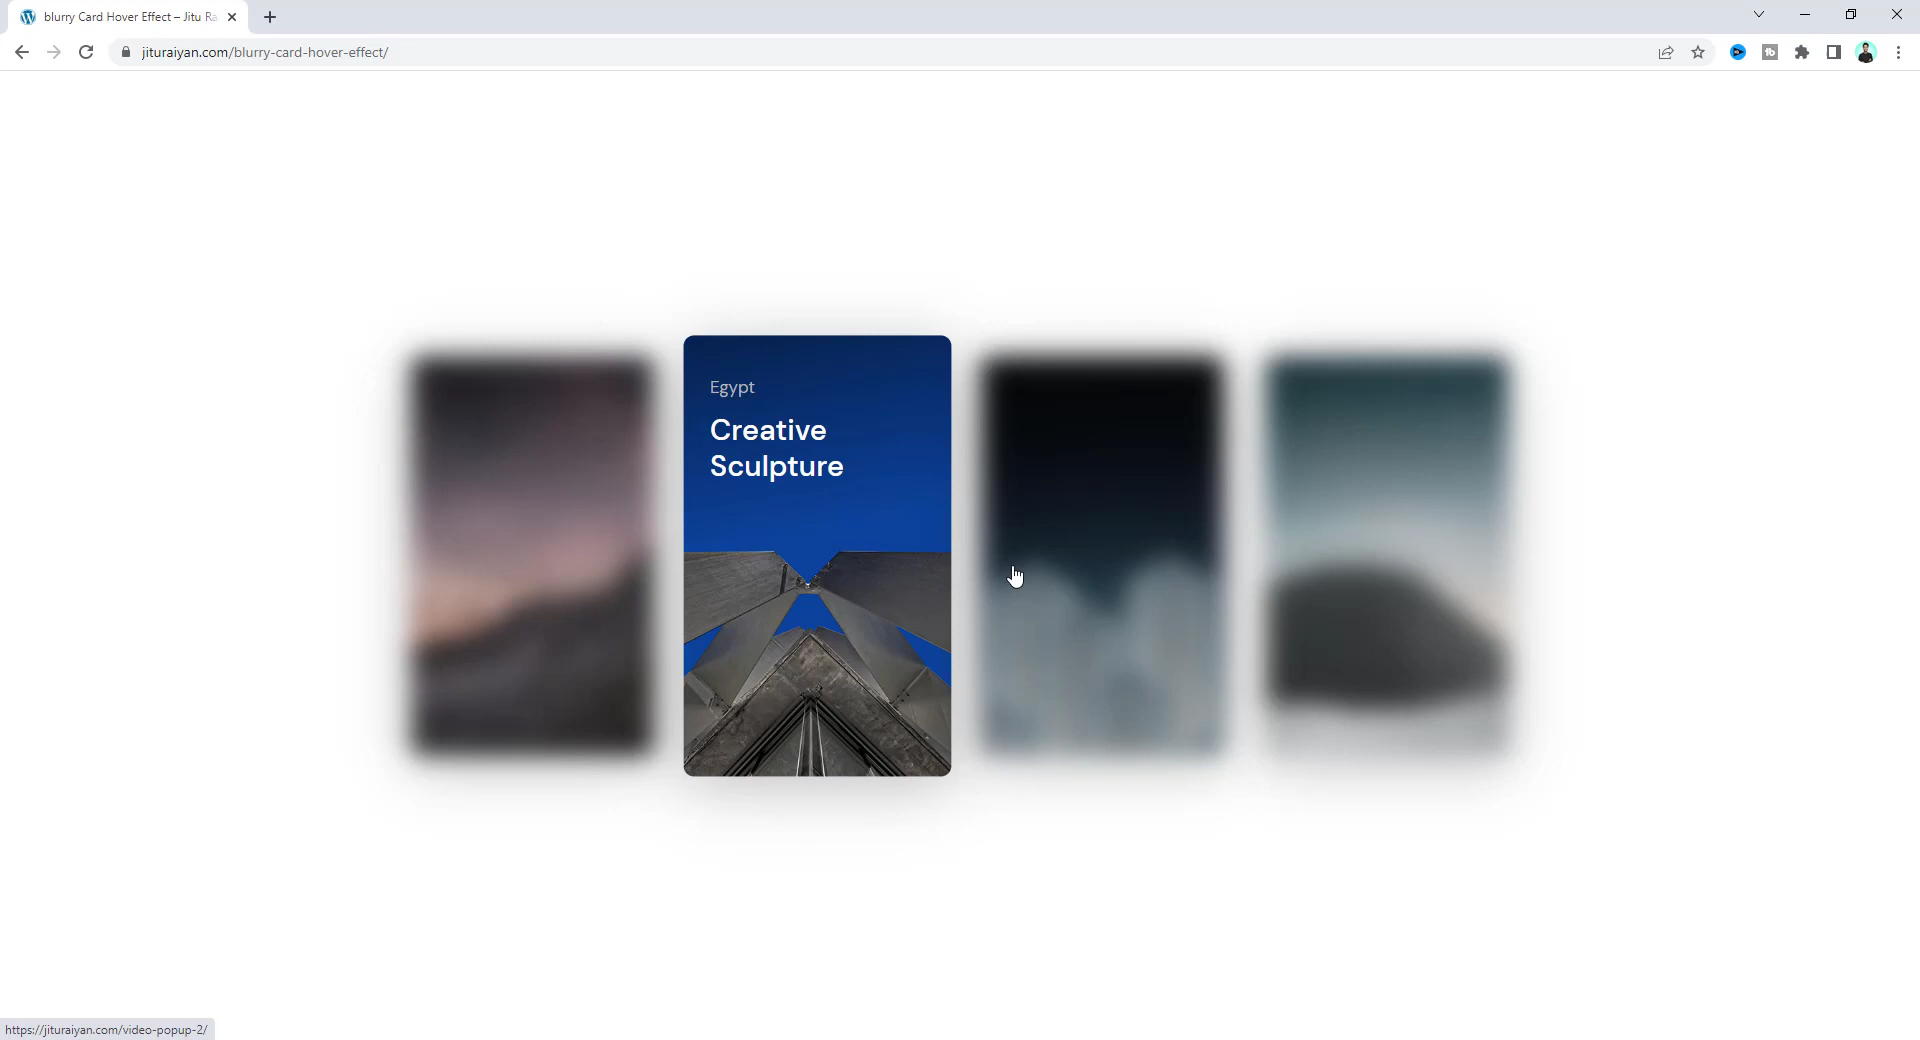 blurry Card Hover Effect – Jitu Ra
jituraiyan.com/blurry-card-hover-effect/
Egypt
Creative
Sculpture
https://jituraiyan.com/video-popup-2/